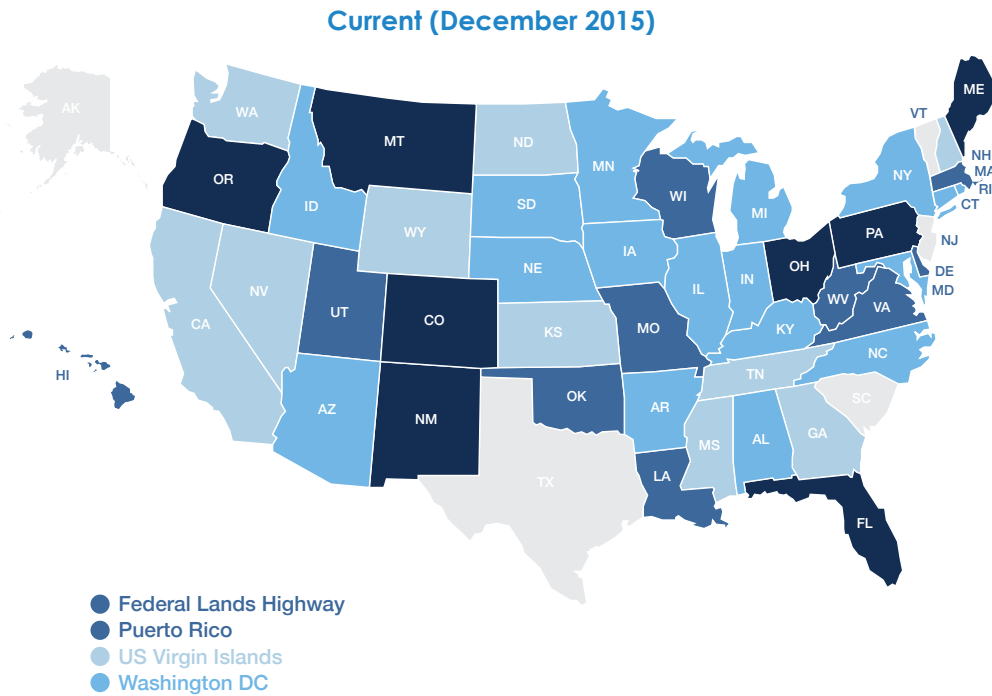 Current (December 2015)
AK
WA
MT
ND
MN
ME
VT
NH
MA
RI
CT
NY
OR
ID
SD
WI
MI
WY
NJ
PA
IA
NE
OH
IN
IL
DE
MD
NV
UT
CO
WV
VA
CA
KS
MO
KY
NC
TN
HI
OK
AR
SC
AZ
NM
MS
AL
GA
LA
TX
FL
Federal Lands Highway
Puerto Rico
US Virgin Islands
Washington DC